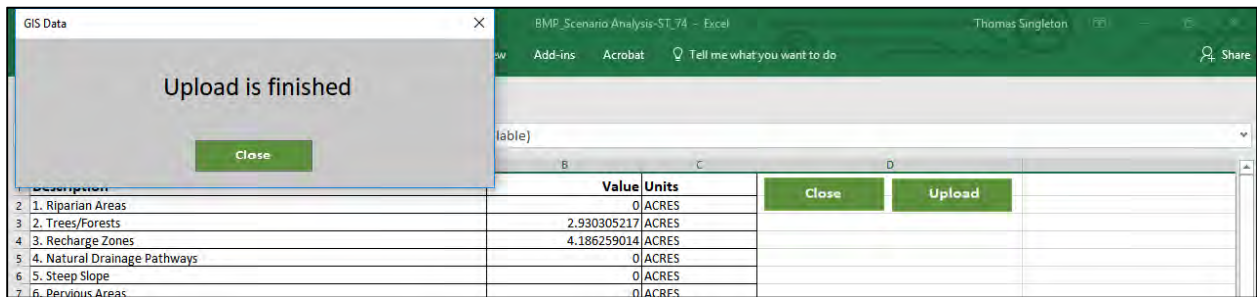 GIS Data
BMP_Scenario Analysis-ST_74 - Excel
Thomas Singleton
Add-ins Acrobat Tell me what you want to do
Share
Upload is finished
Close
lable)
B C D
1 Description Value Units
Close Upload
2 1. Riparian Areas 0 ACRES
3 2. Trees/Forests 2.930305217 ACRES
4 3. Recharge Zones 4.186259014 ACRES
5 4. Natural Drainage Pathways 0 ACRES
6 5. Steep Slope 0 ACRES
7 6. Pervious Areas 0 ACRES